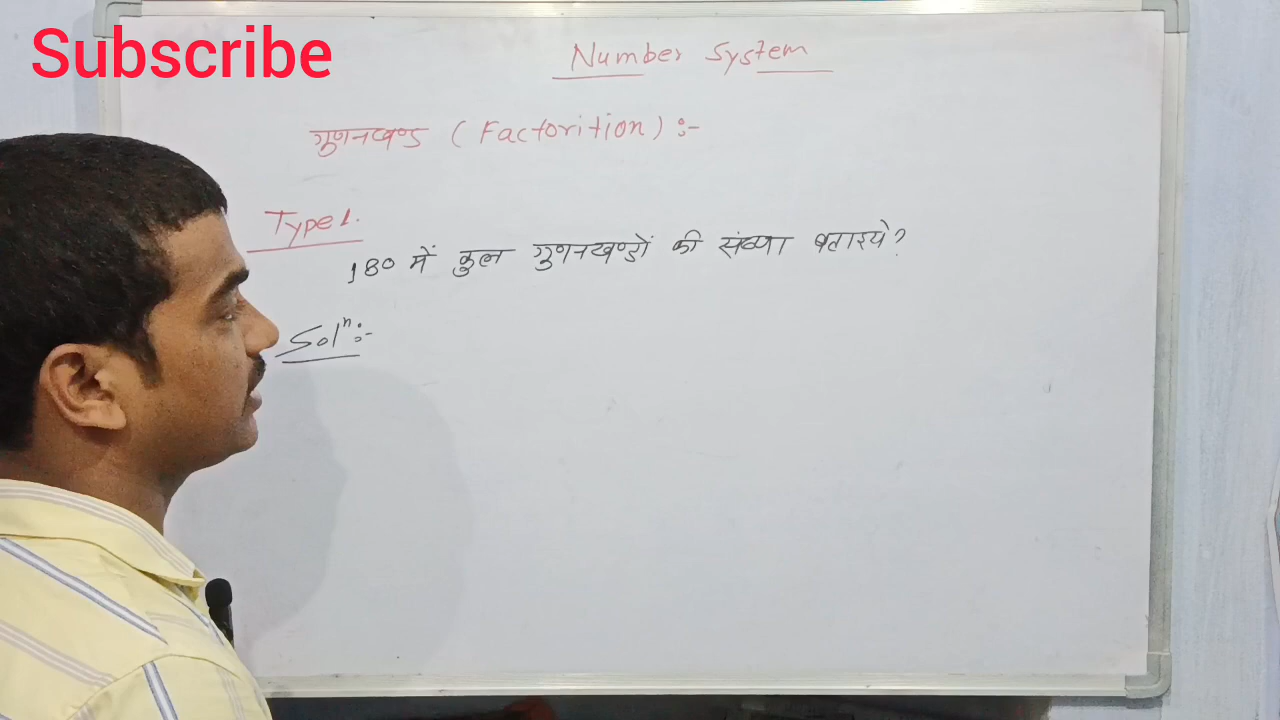 Subscribe
Number System
गुणनखण्ड (Factorition) :-
Type 1.
180 में कुल गुणनखण्डों की संख्या बताइये?
Solⁿ:-